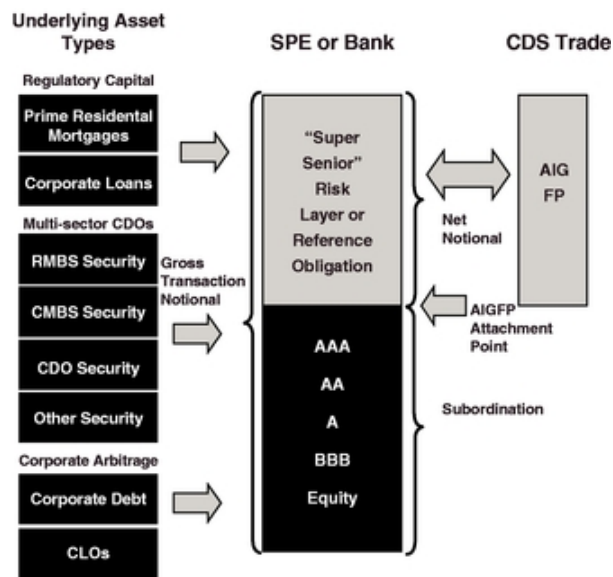 Underlying Asset
Types
SPE or Bank
CDS Trade
Regulatory Capital
Prime Residental
Mortgages
Corporate Loans
Multi-sector CDOs
RMBS Security
CMBS Security
CDO Security
Other Security
Corporate Arbitrage
Corporate Debt
CLOs
Gross
Transaction
Notional
“Super
Senior”
Risk
Layer or
Reference
Obligation
AAA
AA
A
BBB
Equity
Net
Notional
AIGFP
Attachment
Point
Subordination
AIG
FP